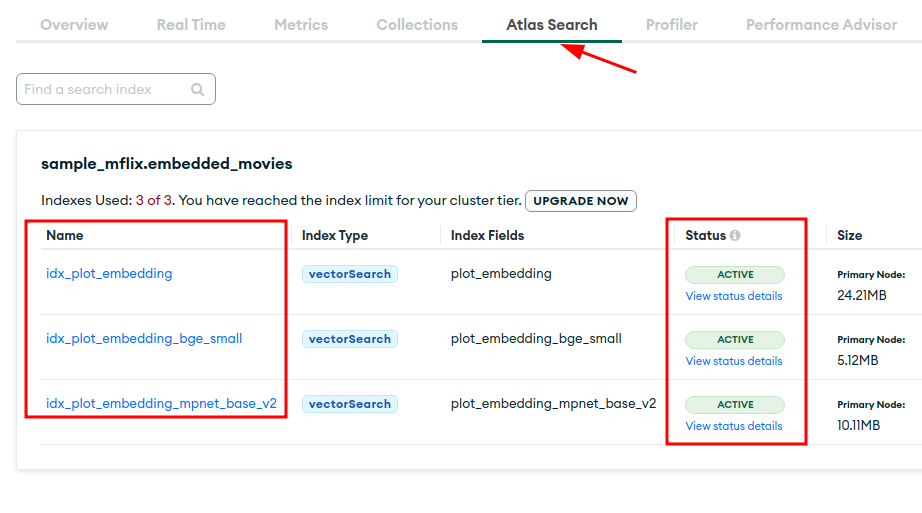 Overview Real Time Metrics Collections Atlas Search Profiler Performance Advisor
Find a search index
sample_mflix.embedded_movies
Indexes Used: 3 of 3. You have reached the index limit for your cluster tier. UPGRADE NOW
Name Index Type Index Fields Status Size
idx_plot_embedding vectorSearch plot_embedding ACTIVE Primary Node:
View status details 24.21MB
idx_plot_embedding_bge_small vectorSearch plot_embedding_bge_small ACTIVE Primary Node:
View status details 5.12MB
idx_plot_embedding_mpnet_base_v2 vectorSearch plot_embedding_mpnet_base_v2 ACTIVE Primary Node:
View status details 10.11MB